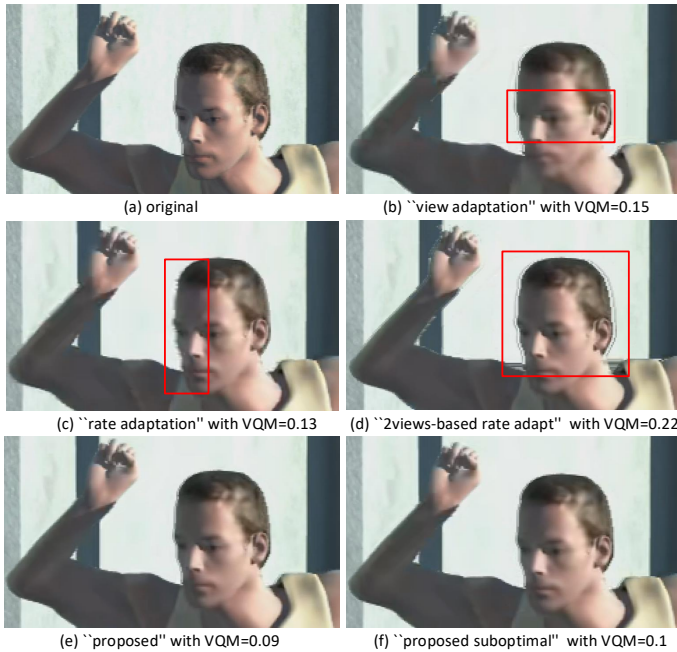 (a) original
(b) ``view adaptation'' with VQM=0.15
(c) ``rate adaptation'' with VQM=0.13
(d) ``2views-based rate adapt'' with VQM=0.22
(e) ``proposed'' with VQM=0.09
(f) ``proposed suboptimal'' with VQM=0.1